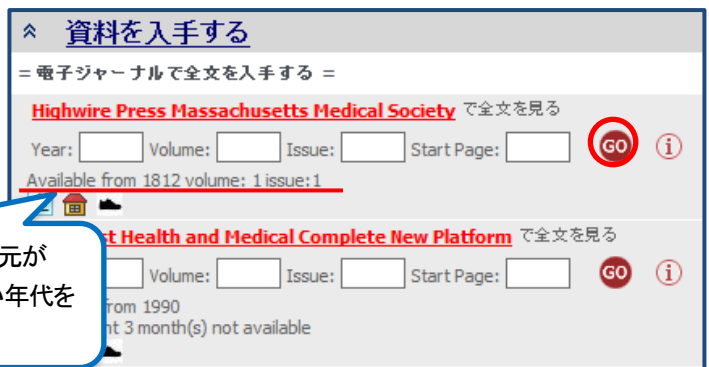 資料を入手する
= 電子ジャーナルで全文を入手する =
Highwire Press Massachusetts Medical Society で全文を見る
Year: Volume: Issue: Start Page: GO i
Available from 1812 volume: 1 issue:1
st Health and Medical Complete New Platform で全文を見る
Volume: Issue: Start Page: GO i
from 1990
nt 3 month(s) not available
元が
い年代を